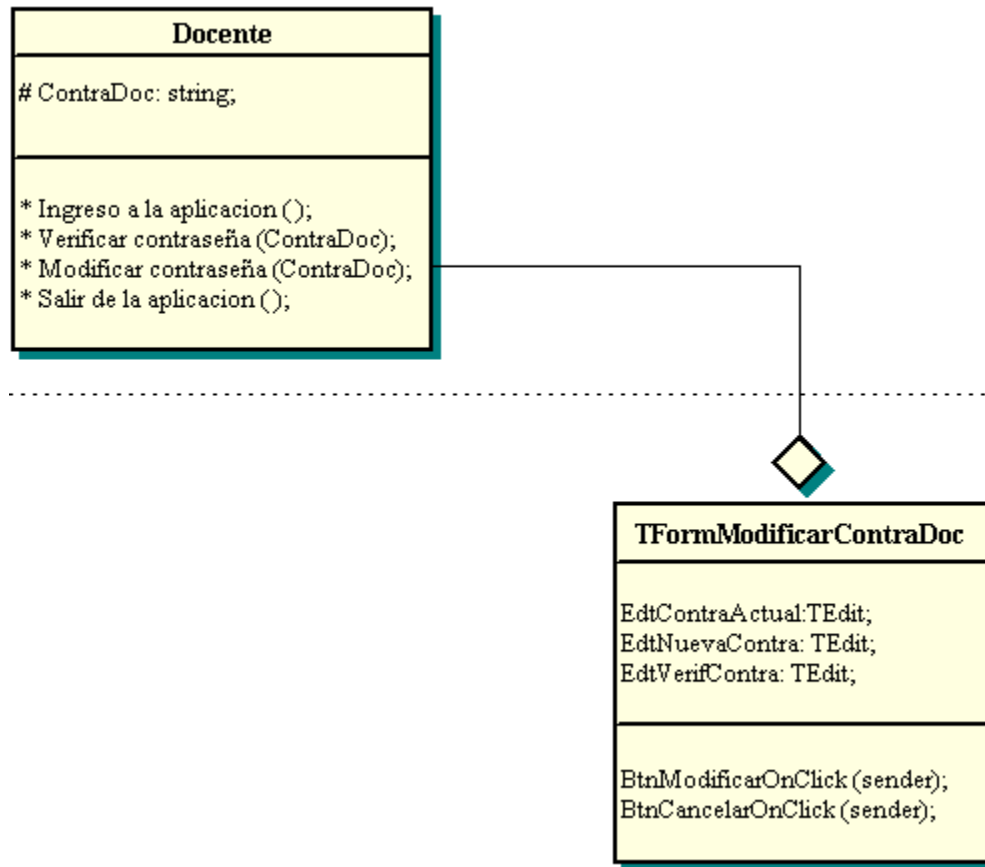 Docente
# ContraDoc: string;
* Ingreso a la aplicacion ();
* Verificar contraseña (ContraDoc);
* Modificar contraseña (ContraDoc);
* Salir de la aplicacion ();
TFormModificarContraDoc
EdtContraActual:TEdit;
EdtNuevaContra: TEdit;
EdtVerifContra: TEdit;
BtnModificarOnClick (sender);
BtnCancelarOnClick (sender);